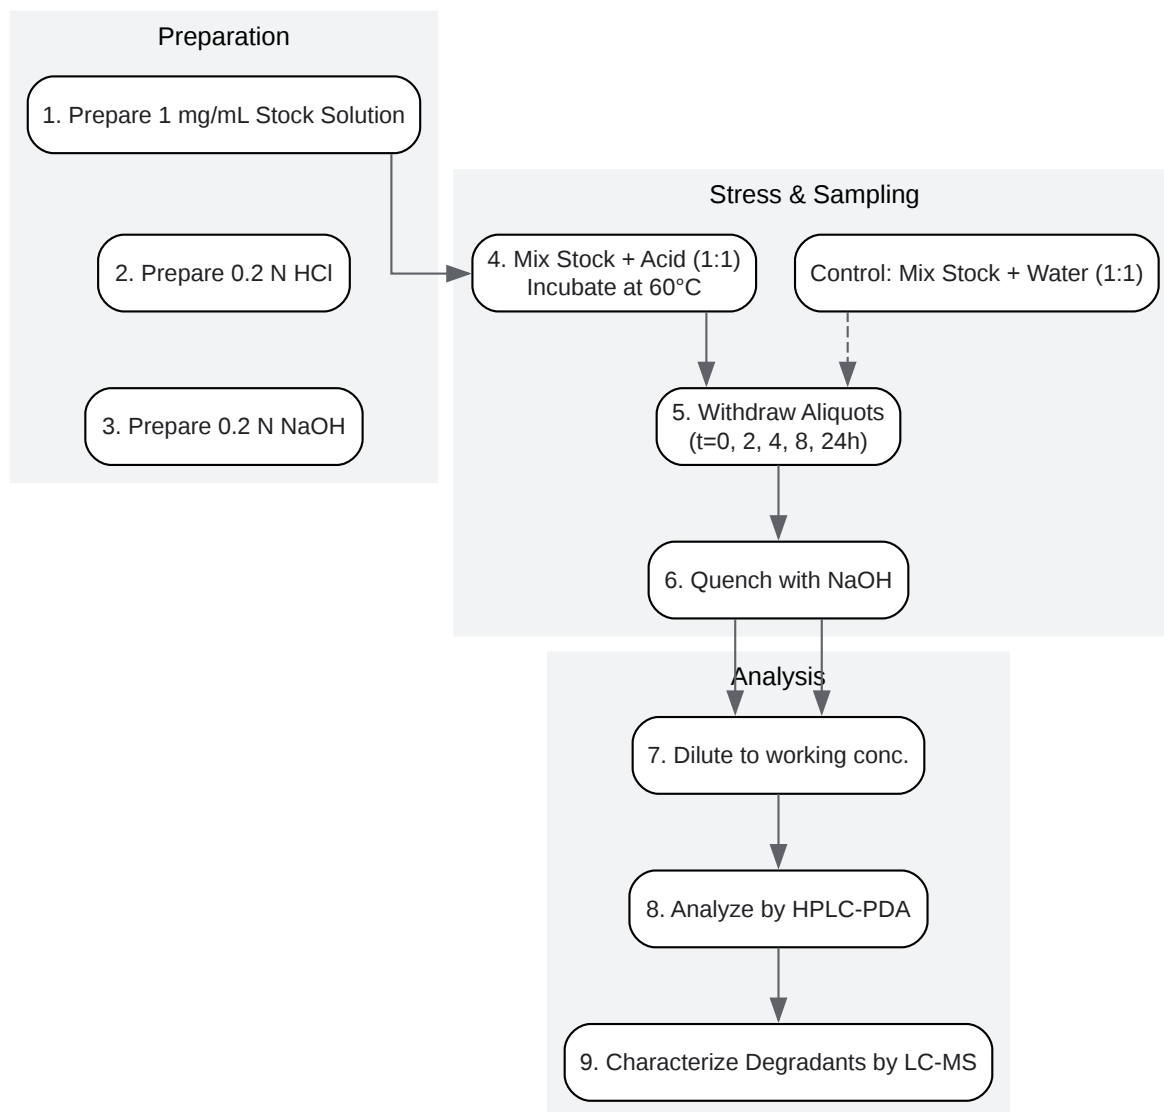 Preparation
1. Prepare 1 mg/mL Stock Solution
2. Prepare 0.2 N HCl
3. Prepare 0.2 N NaOH
Stress & Sampling
4. Mix Stock + Acid (1:1)
Incubate at 60°C
Control: Mix Stock + Water (1:1)
5. Withdraw Aliquots
(t=0, 2, 4, 8, 24h)
6. Quench with NaOH
Analysis
7. Dilute to working conc.
8. Analyze by HPLC-PDA
9. Characterize Degradants by LC-MS